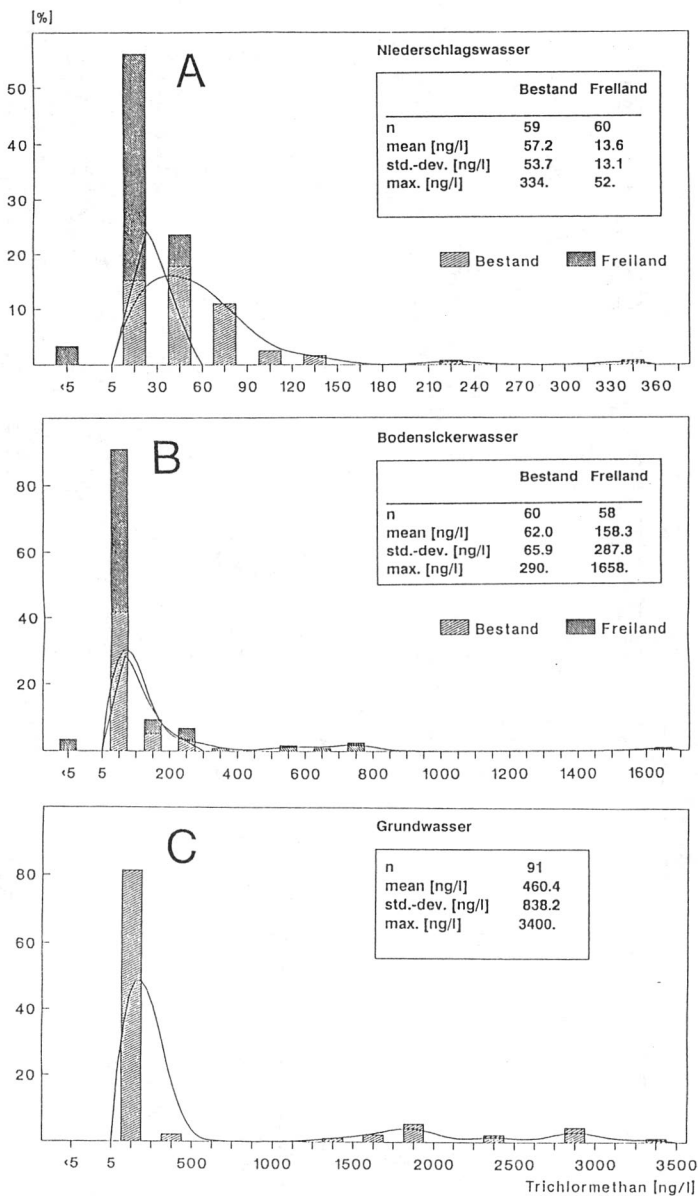 [%]
A
Niederschlagswasser
Bestand Freiland
n 59 60
mean [ng/l] 57.2 13.6
std.-dev. [ng/l] 53.7 13.1
max. [ng/l] 334. 52.
Bestand Freiland
50
40
30
20
10
<5 5 30 60 90 120 150 180 210 240 270 300 330 360
B
Bodensickerwasser
Bestand Freiland
n 60 58
mean [ng/l] 62.0 158.3
std.-dev. [ng/l] 65.9 287.8
max. [ng/l] 290. 1658.
Bestand Freiland
80
60
40
20
<5 5 200 400 600 800 1000 1200 1400 1600
C
Grundwasser
n 91
mean [ng/l] 460.4
std.-dev. [ng/l] 838.2
max. [ng/l] 3400.
80
60
40
20
<5 5 500 1000 1500 2000 2500 3000 3500
Trichlormethan [ng/l]